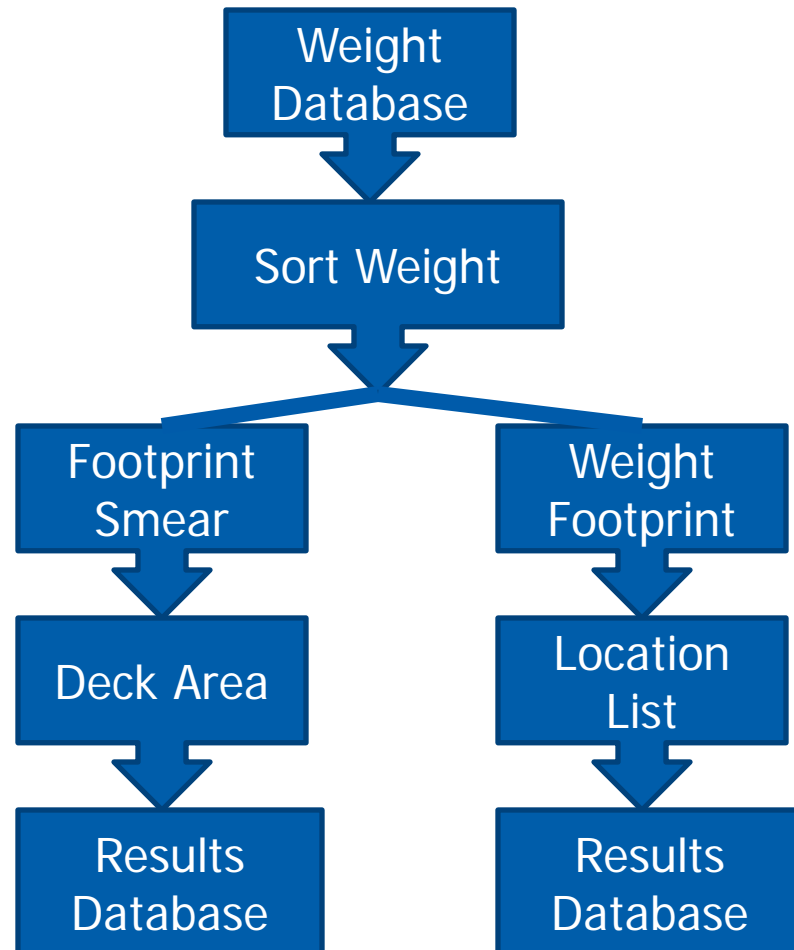 Weight
Database
Sort Weight
Footprint
Smear
Weight
Footprint
Deck Area
Location
List
Results
Database
Results
Database